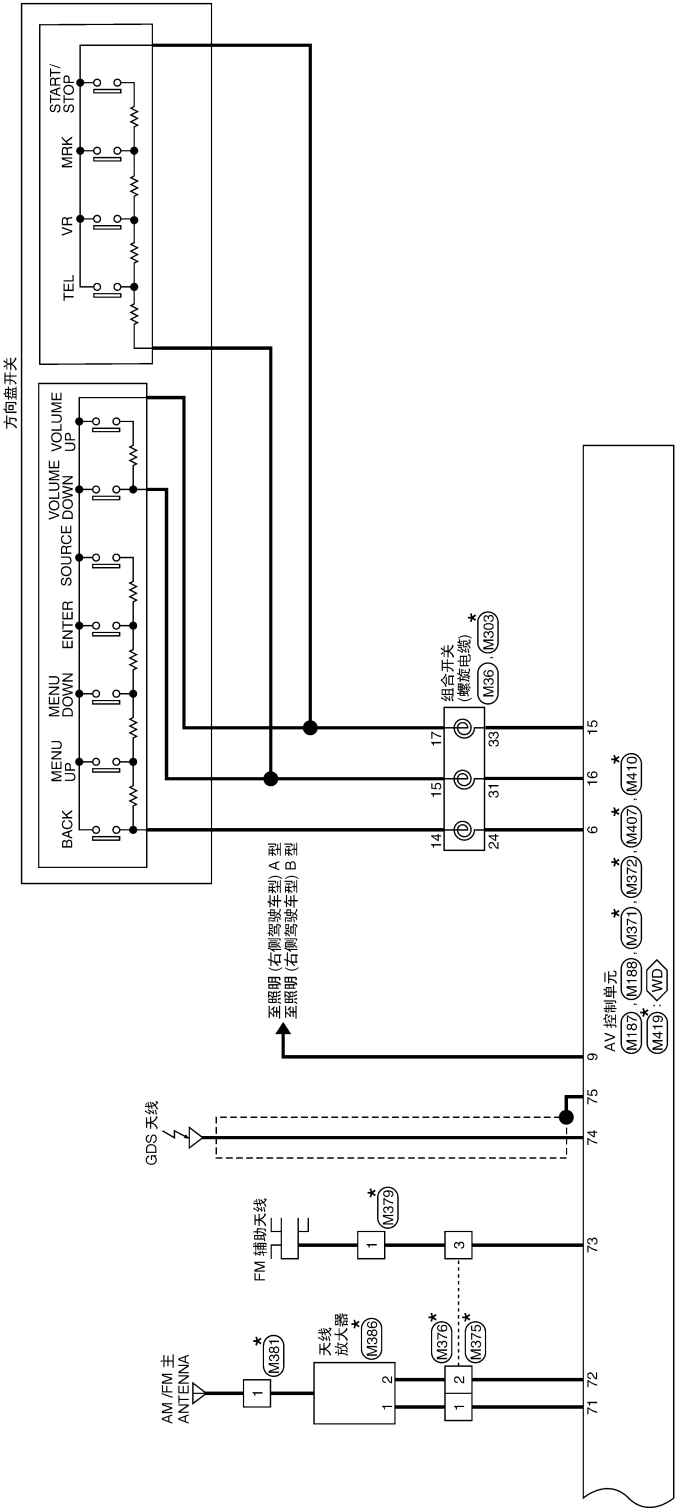 方向盘开关
BACK
MENU
UP
MENU
DOWN
ENTER
SOURCE
VOLUME
DOWN
VOLUME
UP
TEL
VR
MRK
START/
STOP
组合开关
(螺旋电缆)
M36 , M303
*
14
15
17
24
31
33
至照明 (右侧驾驶车型) A 型
至照明 (右侧驾驶车型) B 型
GDS 天线
FM 辅助天线
1
M379
*
3
AM /FM 主
ANTENNA
1
M381
*
天线
放大器
M386
*
1
2
M376
*
1
2
M375
*
71
72
73
74
75
9
6
16
15
AV 控制单元
M187 , M188 , M371 , M372 , M407 , M410
* * * *
M419 : WD
*